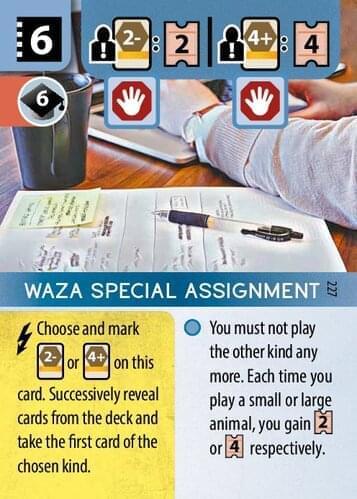 6
2- : 2
4+ : 4
6
WAZA SPECIAL ASSIGNMENT 227
Choose and mark
2- or 4+ on this
card. Successively reveal
cards from the deck and
take the first card of the
chosen kind.
You must not play
the other kind any
more. Each time you
play a small or large
animal, you gain 2
or 4 respectively.